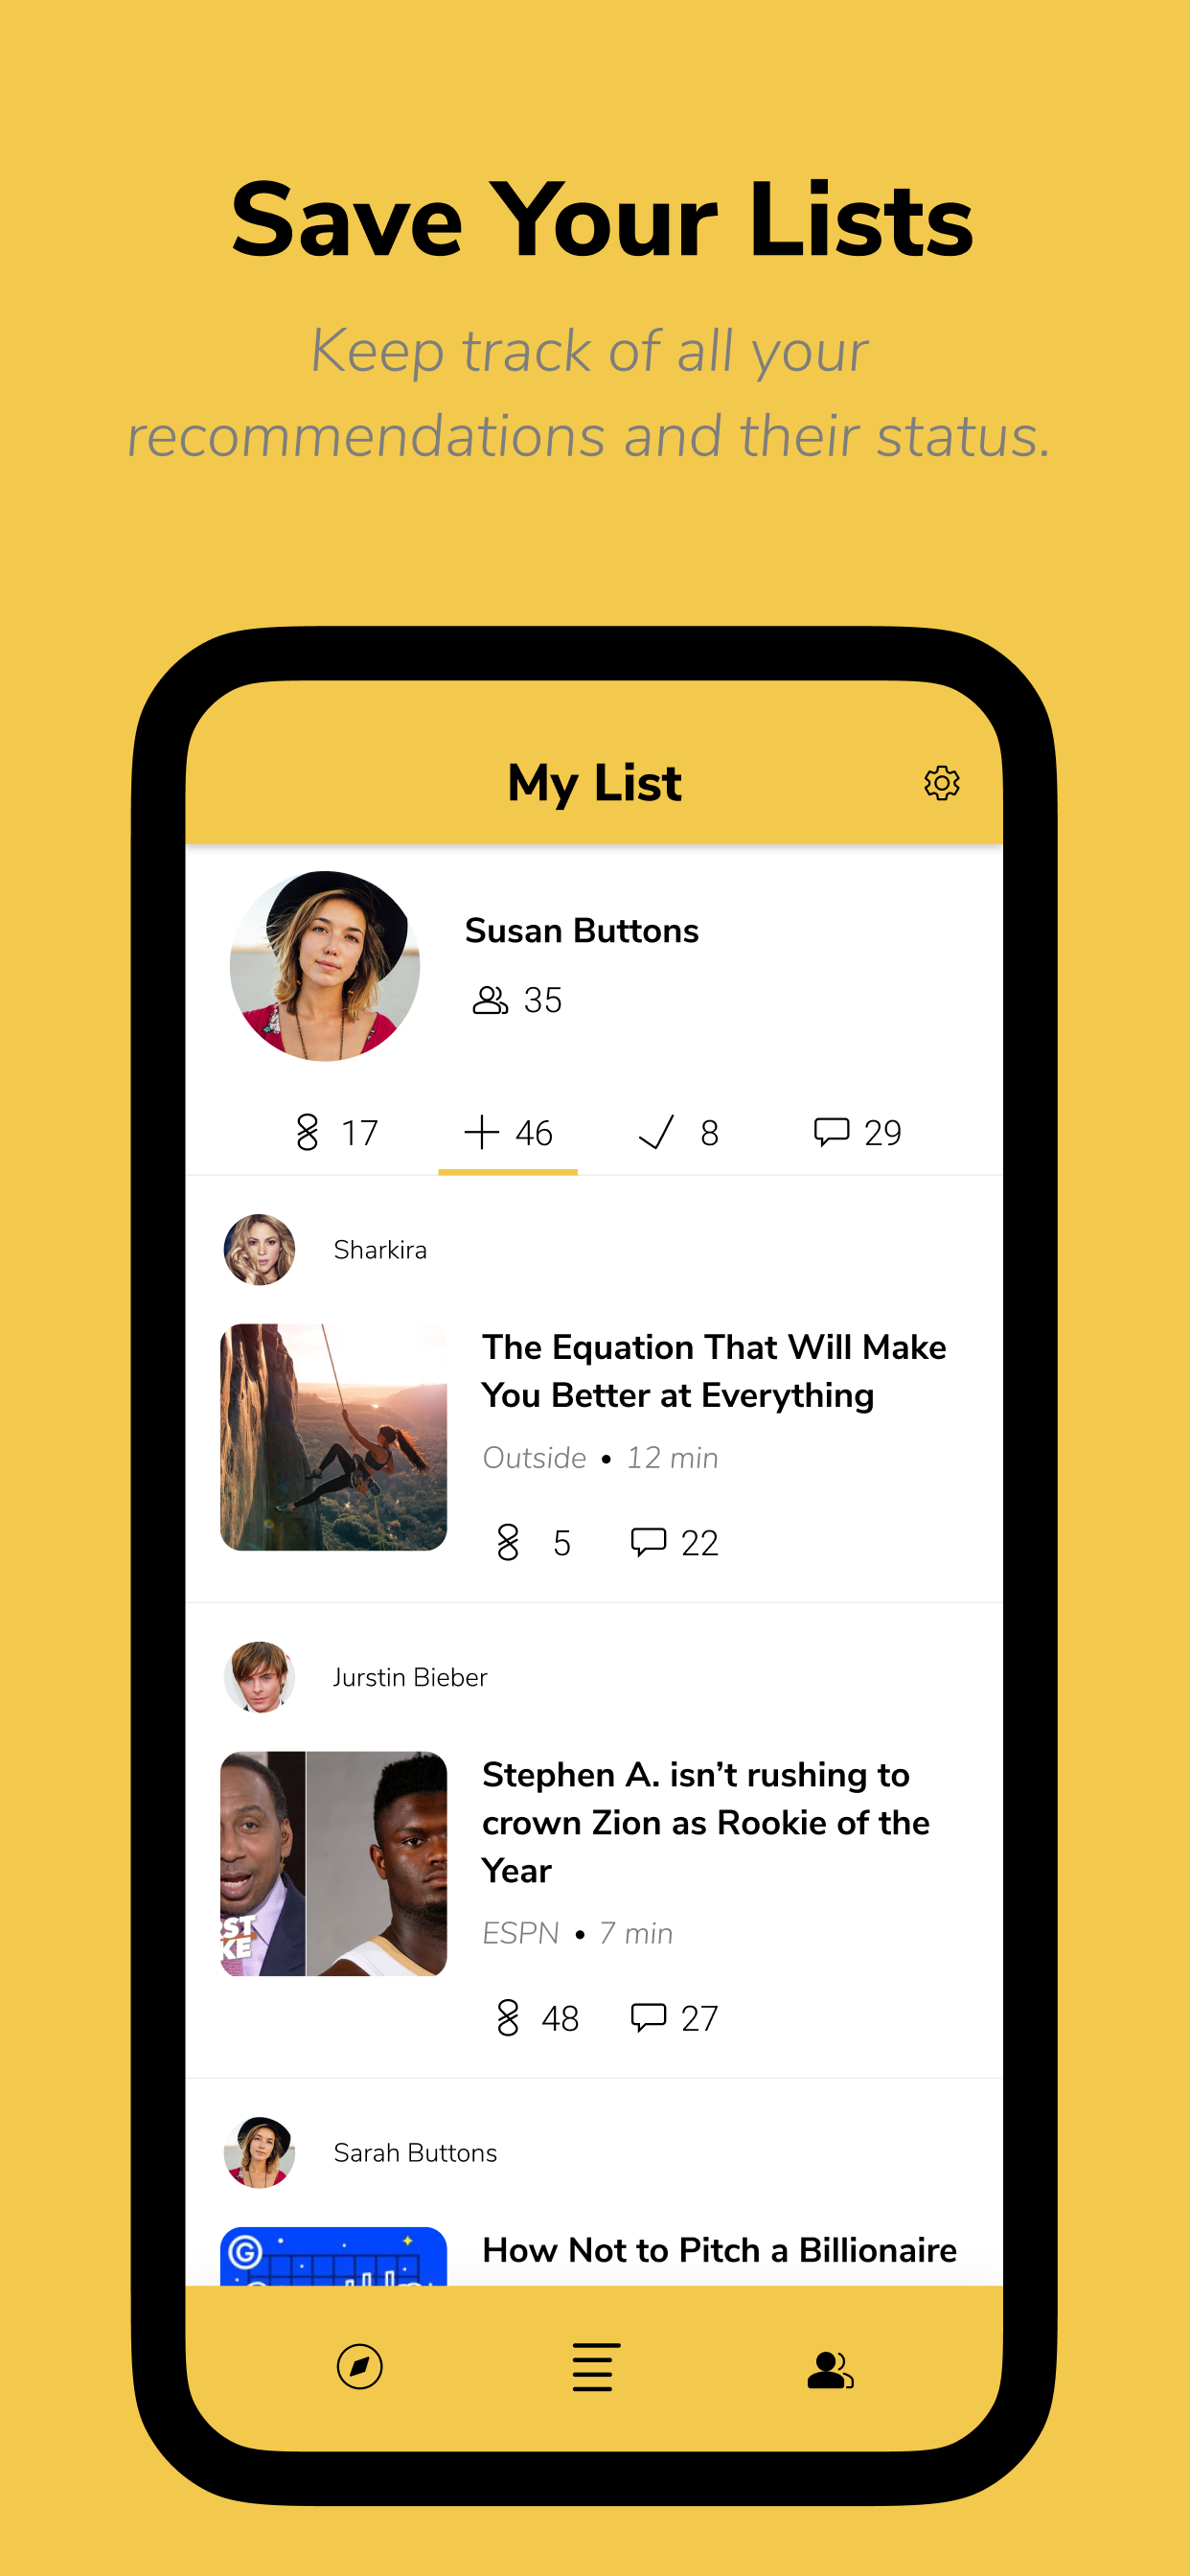 Save Your Lists
Keep track of all your
recommendations and their status.
My List
Susan Buttons
35
17 46 8 29
Sharkira
The Equation That Will Make
You Better at Everything
Outside • 12 min
5 22
Jurstin Bieber
Stephen A. isn’t rushing to
crown Zion as Rookie of the
Year
ESPN • 7 min
ST
KE
48 27
Sarah Buttons
How Not to Pitch a Billionaire
G